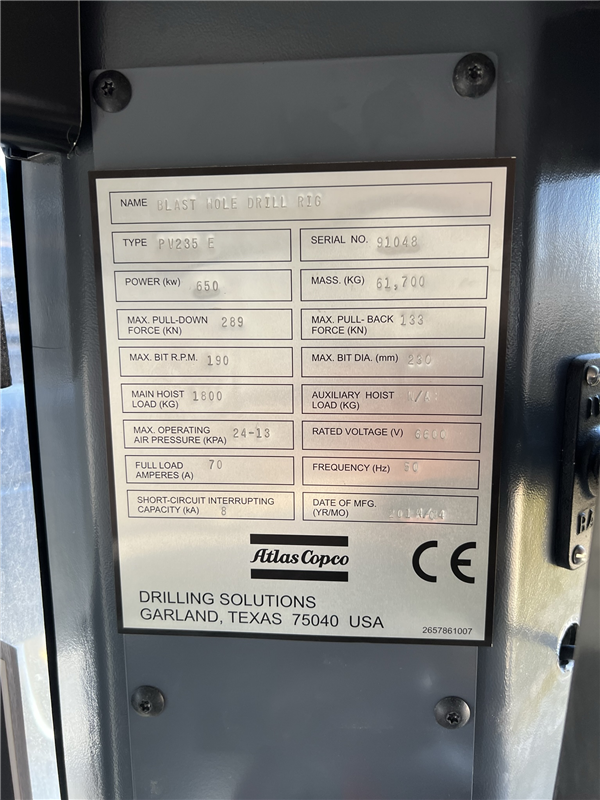 NAME BLAST HOLE DRILL RIG
TYPE PV235 E SERIAL NO. 91048
POWER (kw) 650 MASS. (KG) 61,700
MAX. PULL-DOWN FORCE (KN) 289 MAX. PULL- BACK FORCE (KN) 133
MAX. BIT R.P.M. 190 MAX. BIT DIA. (mm)
MAIN HOIST LOAD (KG) 1800 AUXILIARY HOIST LOAD (KG) N/A
MAX. OPERATING AIR PRESSURE (KPA) 24-13 RATED VOLTAGE (V) 6600
FULL LOAD AMPERES (A) 70 FREQUENCY (Hz)
SHORT-CIRCUIT INTERRUPTING CAPACITY (kA) 8 DATE OF MFG. (YR/MO)
Atlas Copco CE
DRILLING SOLUTIONS
GARLAND, TEXAS 75040 USA
2657861007